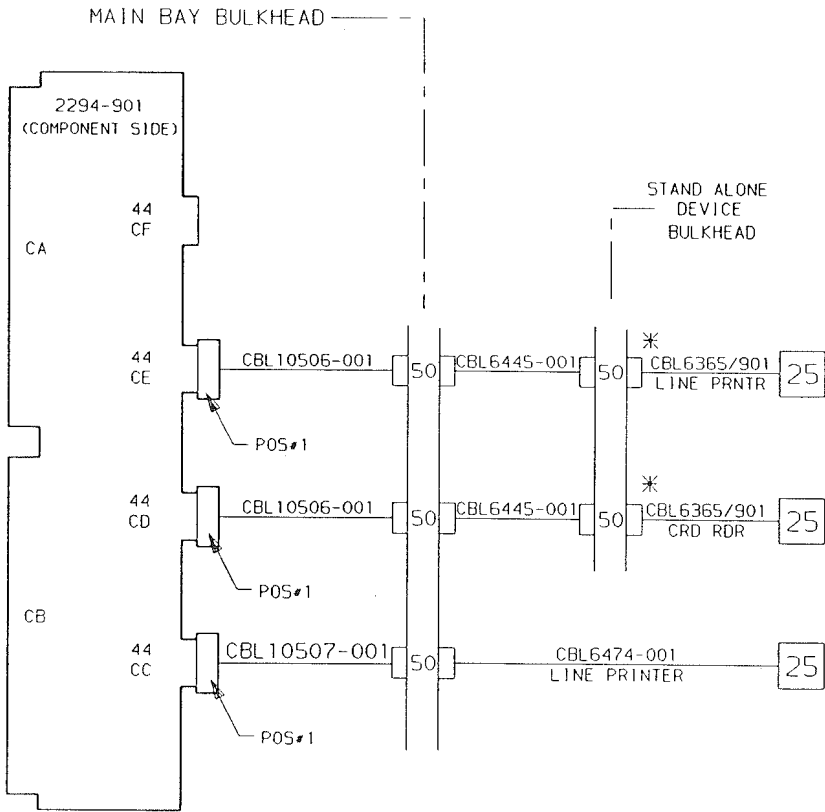 MAIN BAY BULKHEAD
2294-901
(COMPONENT SIDE)
STAND ALONE
DEVICE
BULKHEAD
44
CF
CA
44
CE
CBL10506-001
50
CBL6445-001
50
*
CBL6365/901
LINE PRNTR
25
POS#1
44
CD
CBL10506-001
50
CBL6445-001
50
*
CBL6365/901
CRD RDR
25
POS#1
CB
44
CC
CBL10507-001
50
CBL6474-001
LINE PRINTER
25
POS#1